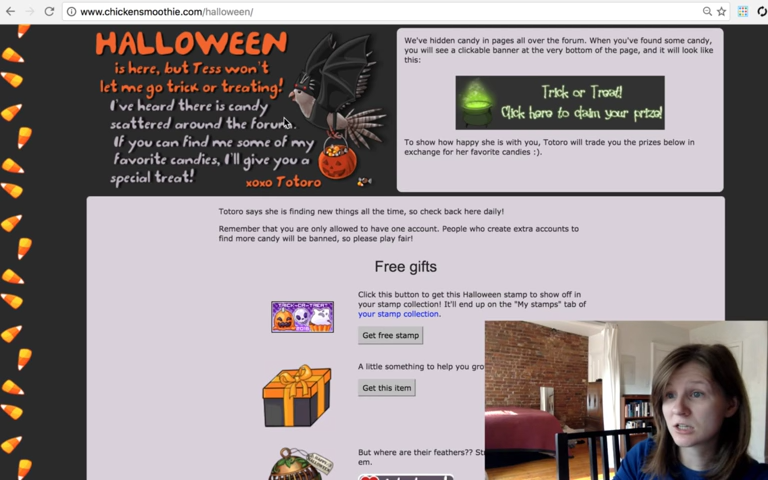 www.chickensmoothie.com/halloween/
HALLOWEEN
is here, but Tess won't
let me go trick or treating!
I've heard there is candy
scattered around the forum.
If you can find me some of my
favorite candies, I'll give you a
special treat!
xoxo Totoro
We've hidden candy in pages all over the forum. When you've found some candy,
you will see a clickable banner at the very bottom of the page, and it will look like
this:
Trick or Treat!
Click here to claim your prize!
To show how happy she is with you, Totoro will trade you the prizes below in
exchange for her favorite candies :).
Totoro says she is finding new things all the time, so check back here daily!
Remember that you are only allowed to have one account. People who create extra accounts to
find more candy will be banned, so please play fair!
Free gifts
TRICK-OR-TREAT
Click this button to get this Halloween stamp to show off in
your stamp collection! It'll end up on the "My stamps" tab of
your stamp collection.
Get free stamp
A little something to help you
Get this item
But where are their feathers??
em.